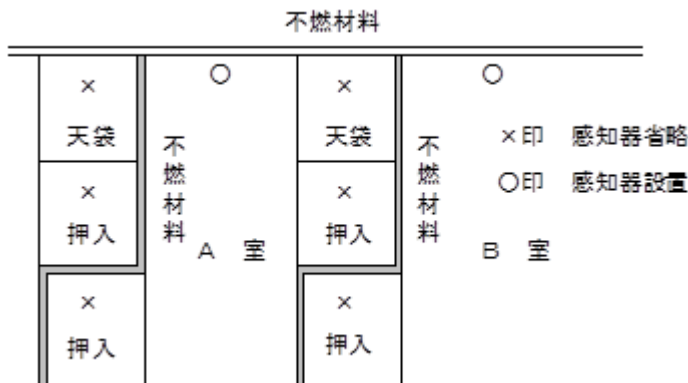 不燃材料
× ○ × ○
天袋 天袋
×印 感知器省略
不燃材料 不燃材料
○印 感知器設置
× ×
押入 押入
A 室 B 室
× ×
押入 押入